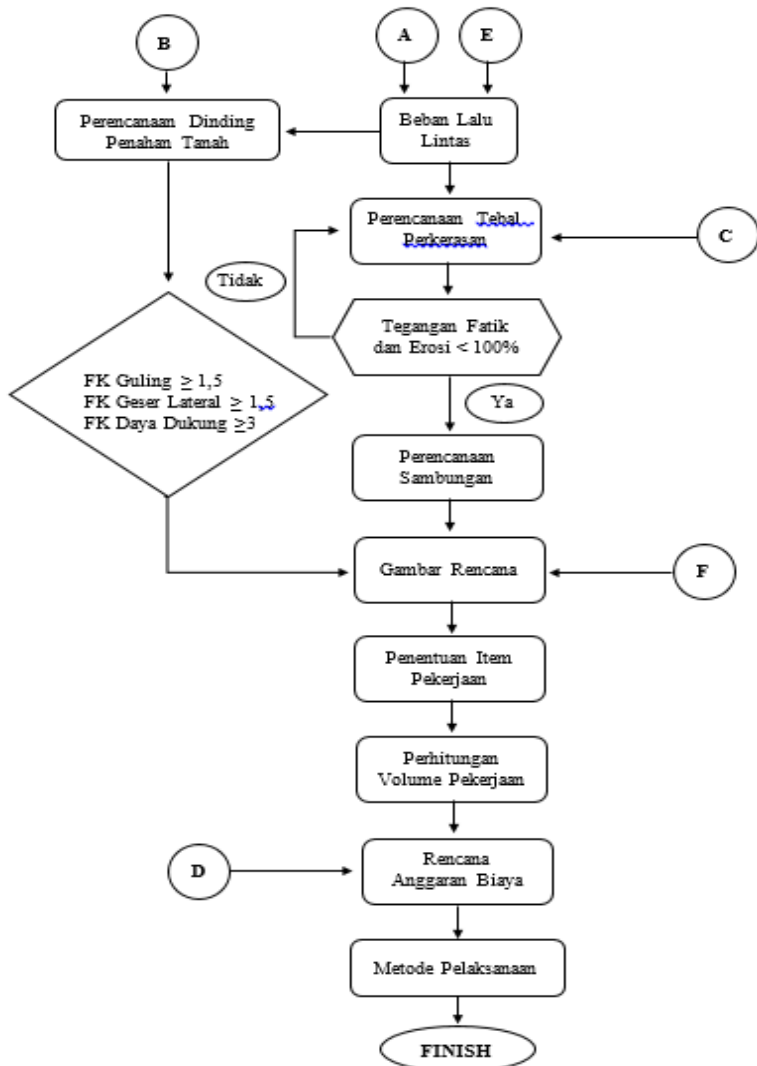 B
A
E
Perencanaan Dinding
Penahan Tanah
Beban Lalu
Lintas
Perencanaan Tebal
Perkerasan
C
Tidak
Tegangan Fatik
dan Erosi < 100%
FK Guling ≥ 1,5
FK Geser Lateral ≥ 1,5
FK Daya Dukung ≥3
Ya
Perencanaan
Sambungan
Gambar Rencana
F
Penentuan Item
Pekerjaan
Perhitungan
Volume Pekerjaan
D
Rencana
Anggaran Biaya
Metode Pelaksanaan
FINISH